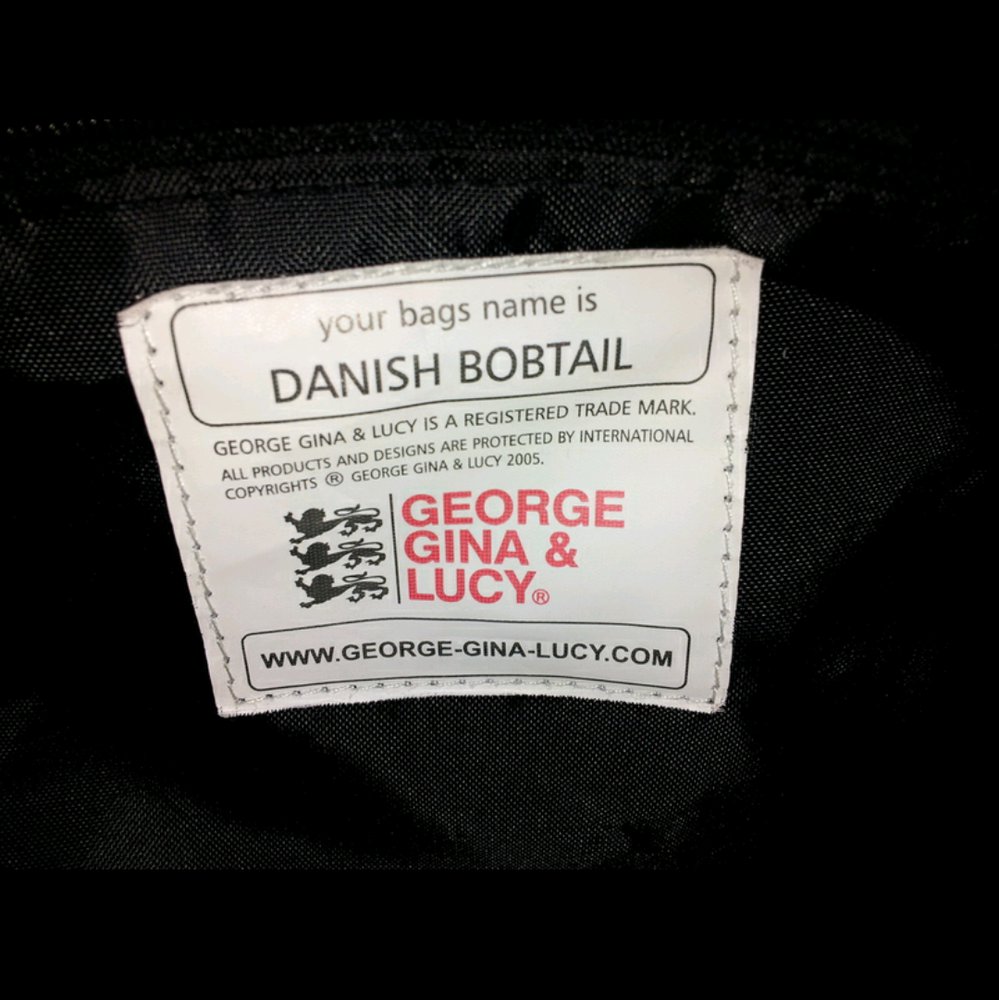 your bags name is
DANISH BOBTAIL
GEORGE GINA & LUCY IS A REGISTERED TRADE MARK.
ALL PRODUCTS AND DESIGNS ARE PROTECTED BY INTERNATIONAL
COPYRIGHTS ® GEORGE GINA & LUCY 2005.
GEORGE
GINA &
LUCY®
WWW.GEORGE-GINA-LUCY.COM